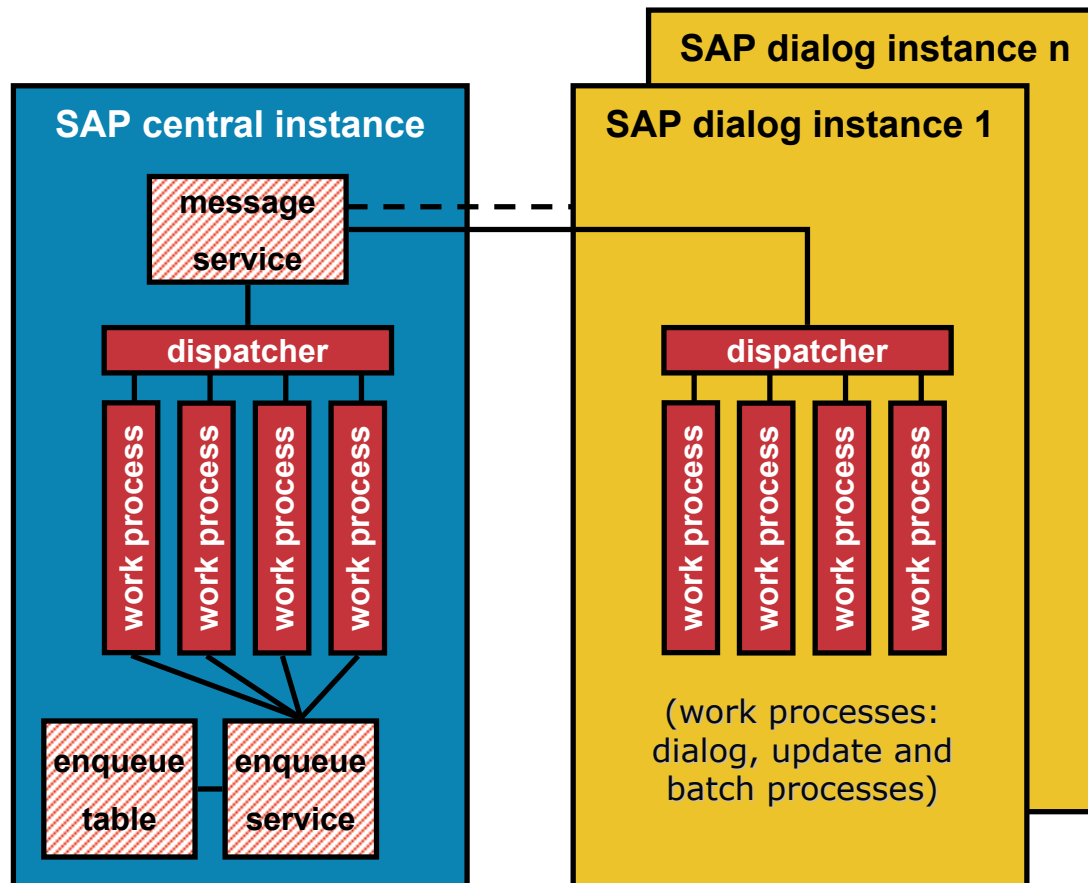 SAP central instance
message
service
dispatcher
work process
work process
work process
work process
enqueue
table
enqueue
service
SAP dialog instance n
SAP dialog instance 1
dispatcher
work process
work process
work process
work process
(work processes:
dialog, update and
batch processes)